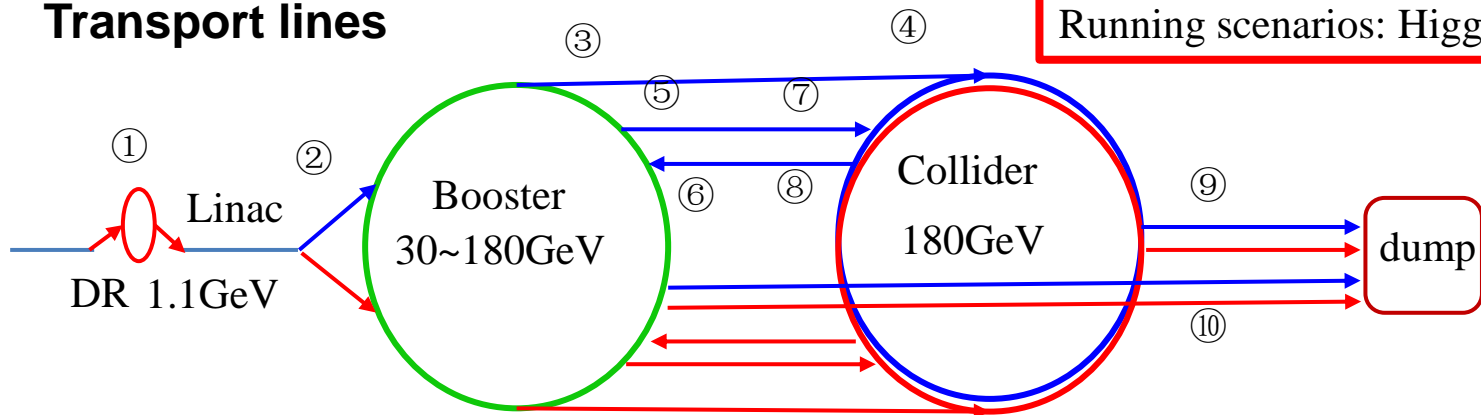 Transport lines
Running scenarios: Higg
③
④
⑤
⑦
①
②
Linac
Booster
30~180GeV
⑥
⑧
Collider
180GeV
⑨
dump
DR 1.1GeV
⑩